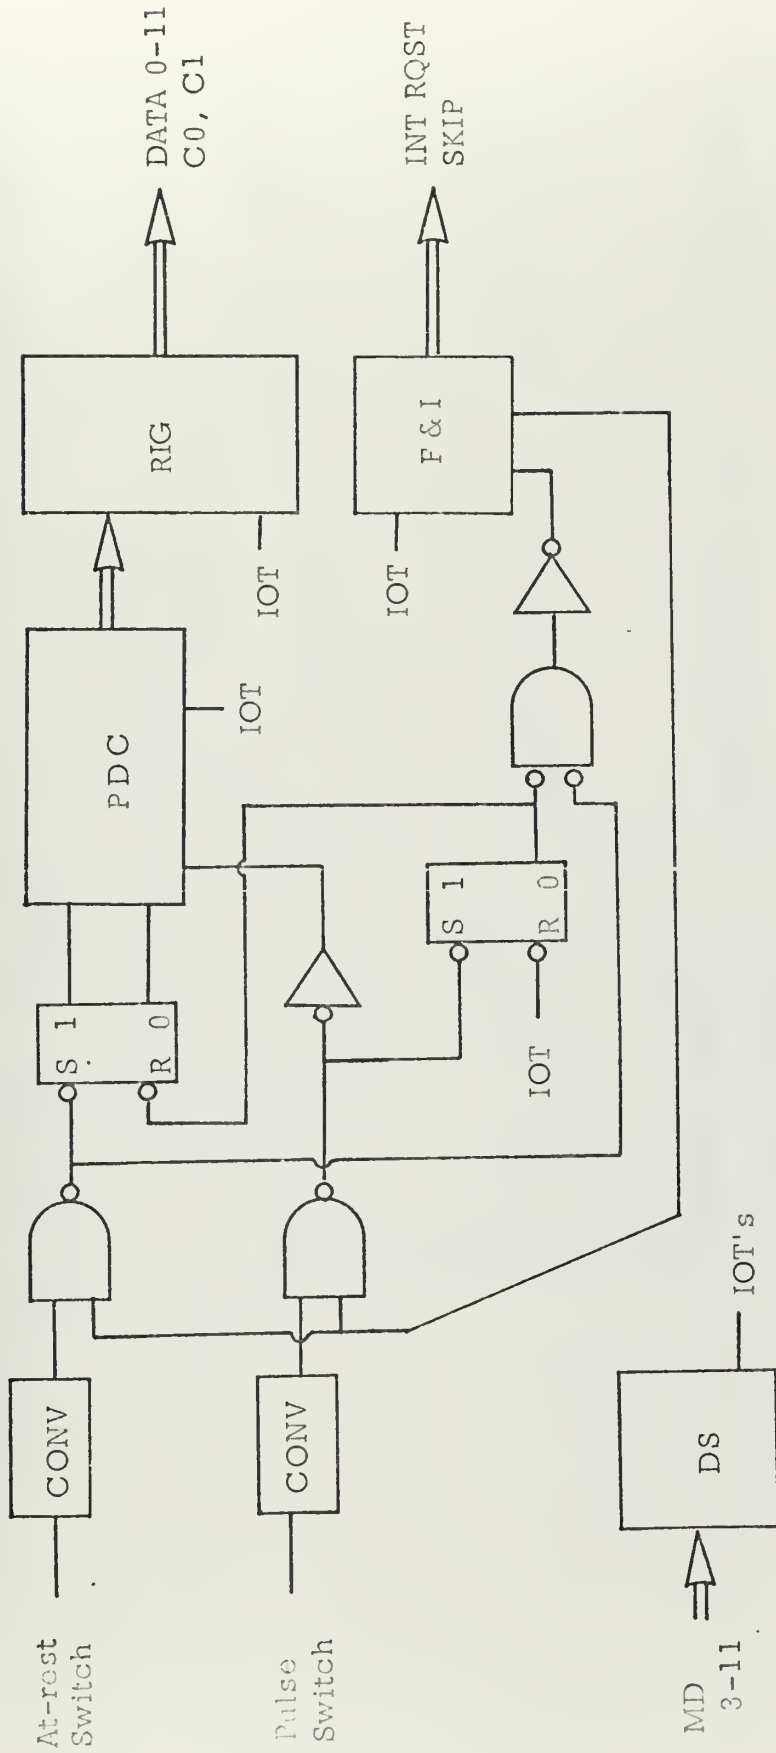 At-rest
Switch
CONV
S 1
R 0
PDC
IOT
RIG
IOT
DATA 0-11
C0, C1
Pulse
Switch
CONV
IOT
S 1
R 0
IOT
F & I
INT RQST
SKIP
MD
3-11
DS
IOT's